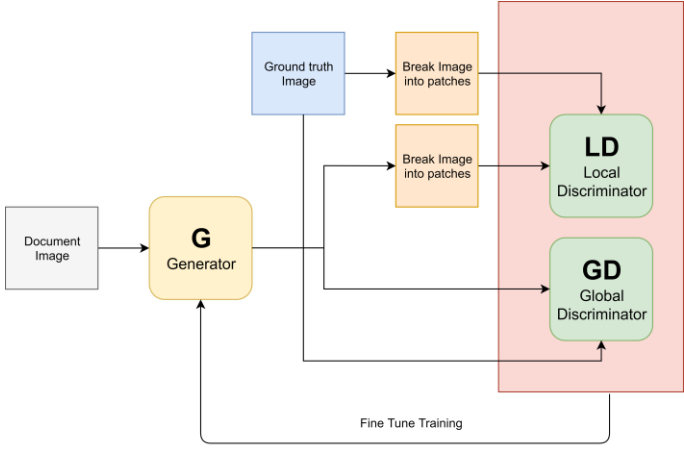 Ground truth
Image
Break Image
into patches
Break Image
into patches
LD
Local
Discriminator
Document
Image
G
Generator
GD
Global
Discriminator
Fine Tune Training